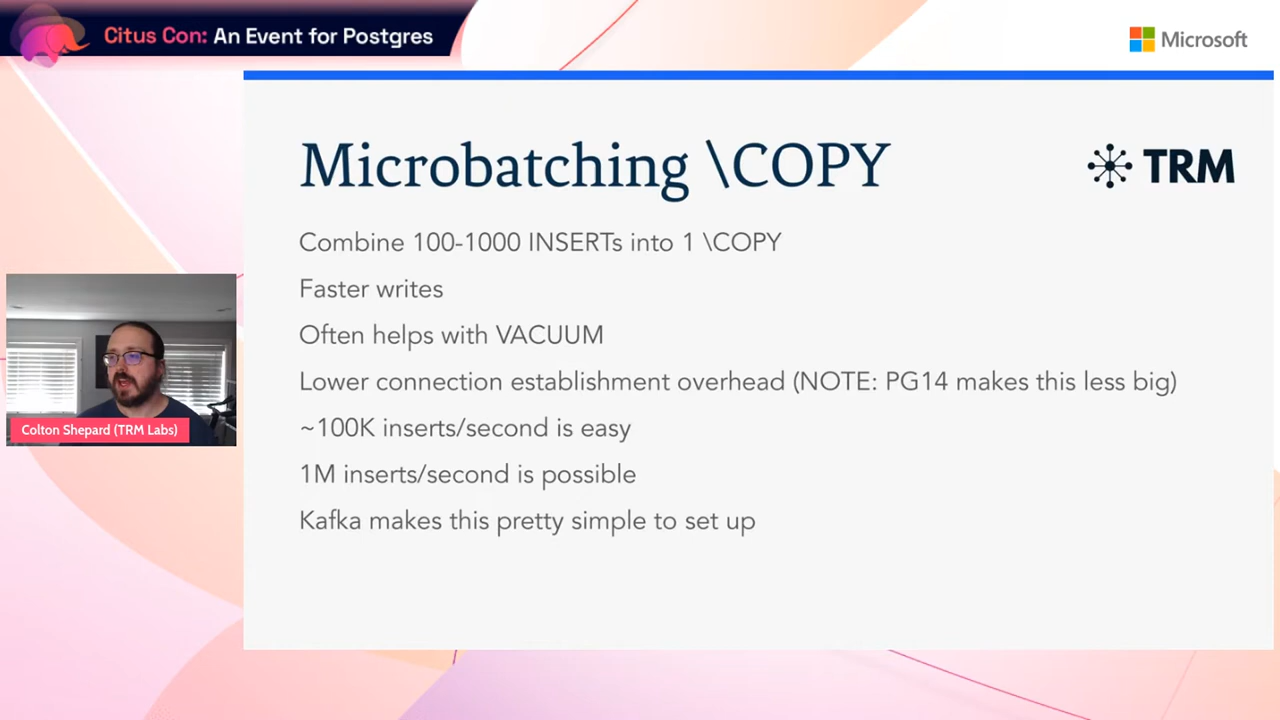 Citus Con: An Event for Postgres
Microsoft
Microbatching \COPY
TRM
Combine 100-1000 INSERTs into 1 \COPY
Faster writes
Often helps with VACUUM
Lower connection establishment overhead (NOTE: PG14 makes this less big)
~100K inserts/second is easy
1M inserts/second is possible
Kafka makes this pretty simple to set up
Colton Shepard (TRM Labs)